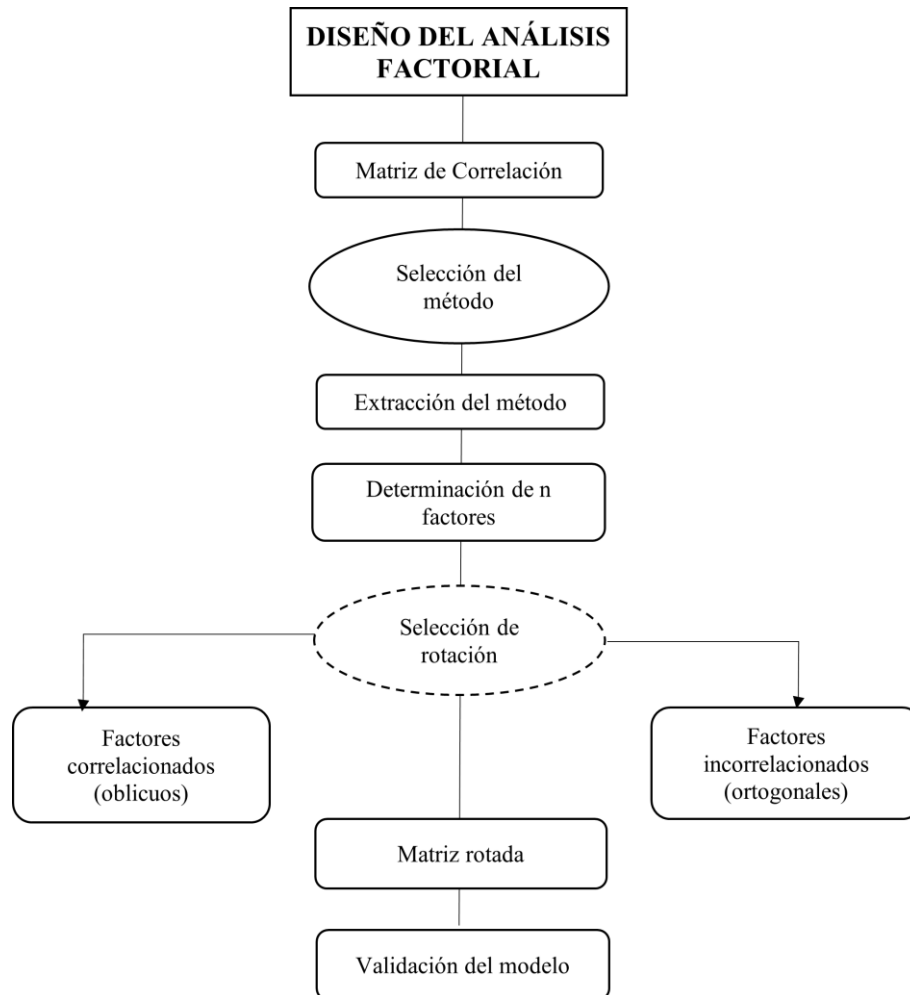 DISEÑO DEL ANÁLISIS
FACTORIAL
Matriz de Correlación
Selección del
método
Extracción del método
Determinación de n
factores
Selección de
rotación
Factores
correlacionados
(oblicuos)
Factores
incorrelacionados
(ortogonales)
Matriz rotada
Validación del modelo